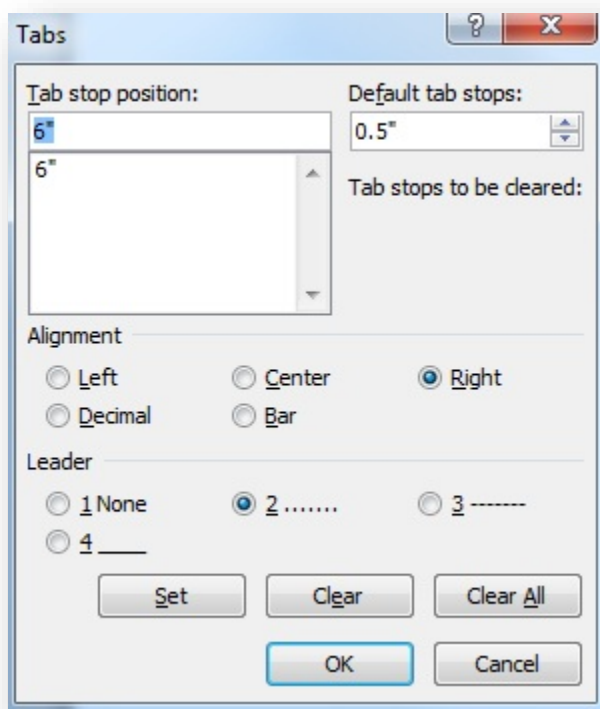 Tabs
?
X
Tab stop position:
Default tab stops:
6"
0.5"
6"
Tab stops to be cleared:
Alignment
Left
Center
Right
Decimal
Bar
Leader
1 None
2 .......
3 -------
4 ____
Set
Clear
Clear All
OK
Cancel